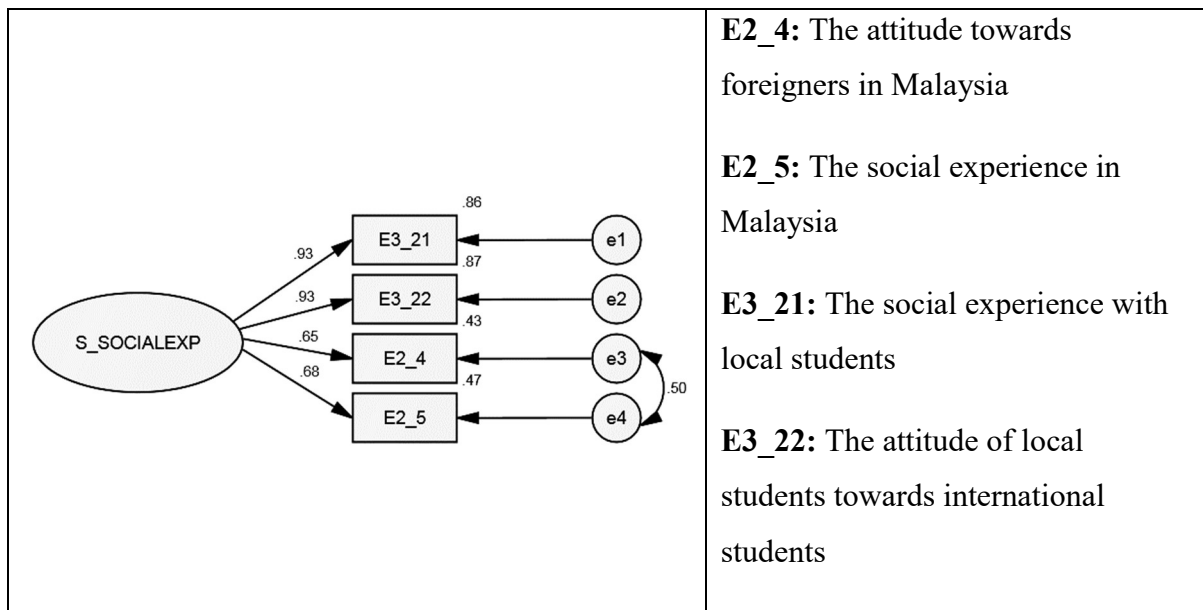 .86
E3_21
e1
.93
.87
E3_22
e2
.93
.43
S_SOCIALEXP
.65
E2_4
e3
.68
.47
.50
E2_5
e4
E2_4: The attitude towards
foreigners in Malaysia
E2_5: The social experience in
Malaysia
E3_21: The social experience with
local students
E3_22: The attitude of local
students towards international
students